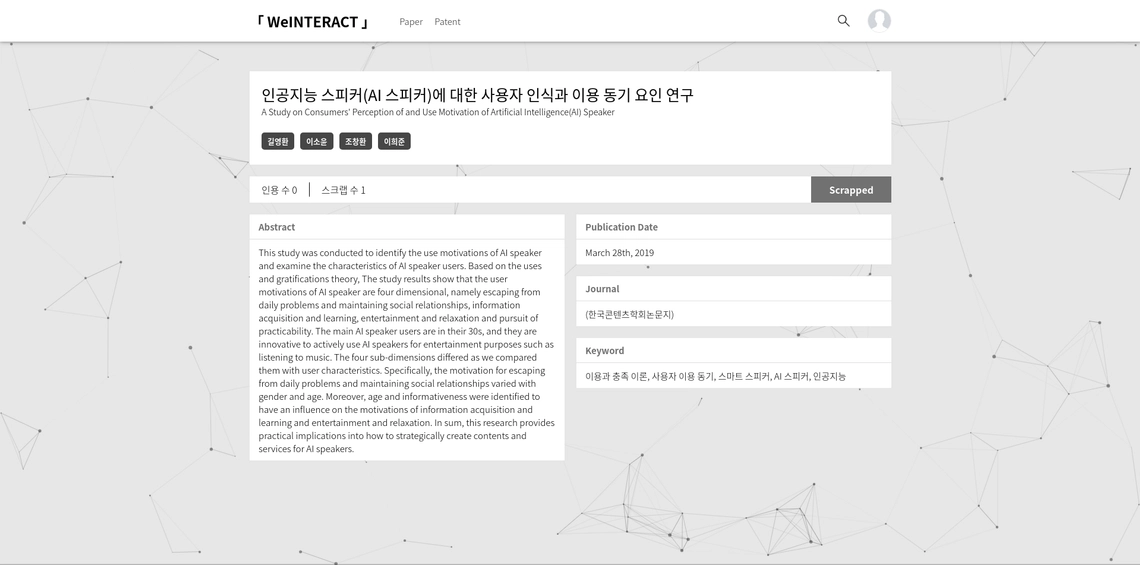 「 WeINTERACT 」
Paper
Patent
인공지능 스피커(AI 스피커)에 대한 사용자 인식과 이용 동기 요인 연구
A Study on Consumers' Perception of and Use Motivation of Artificial Intelligence(AI) Speaker
길영환
이소윤
조창환
이희준
인용 수 0
스크랩 수 1
Scrapped
Abstract
This study was conducted to identify the use motivations of AI speaker
and examine the characteristics of AI speaker users. Based on the uses
and gratifications theory, The study results show that the user
motivations of AI speaker are four dimensional, namely escaping from
daily problems and maintaining social relationships, information
acquisition and learning, entertainment and relaxation and pursuit of
practicability. The main AI speaker users are in their 30s, and they are
innovative to actively use AI speakers for entertainment purposes such as
listening to music. The four sub-dimensions differed as we compared
them with user characteristics. Specifically, the motivation for escaping
from daily problems and maintaining social relationships varied with
gender and age. Moreover, age and informativeness were identified to
have an influence on the motivations of information acquisition and
learning and entertainment and relaxation. In sum, this research provides
practical implications into how to strategically create contents and
services for AI speakers.
Publication Date
March 28th, 2019
Journal
(한국콘텐츠학회논문지)
Keyword
이용과 충족 이론, 사용자 이용 동기, 스마트 스피커, AI 스피커, 인공지능